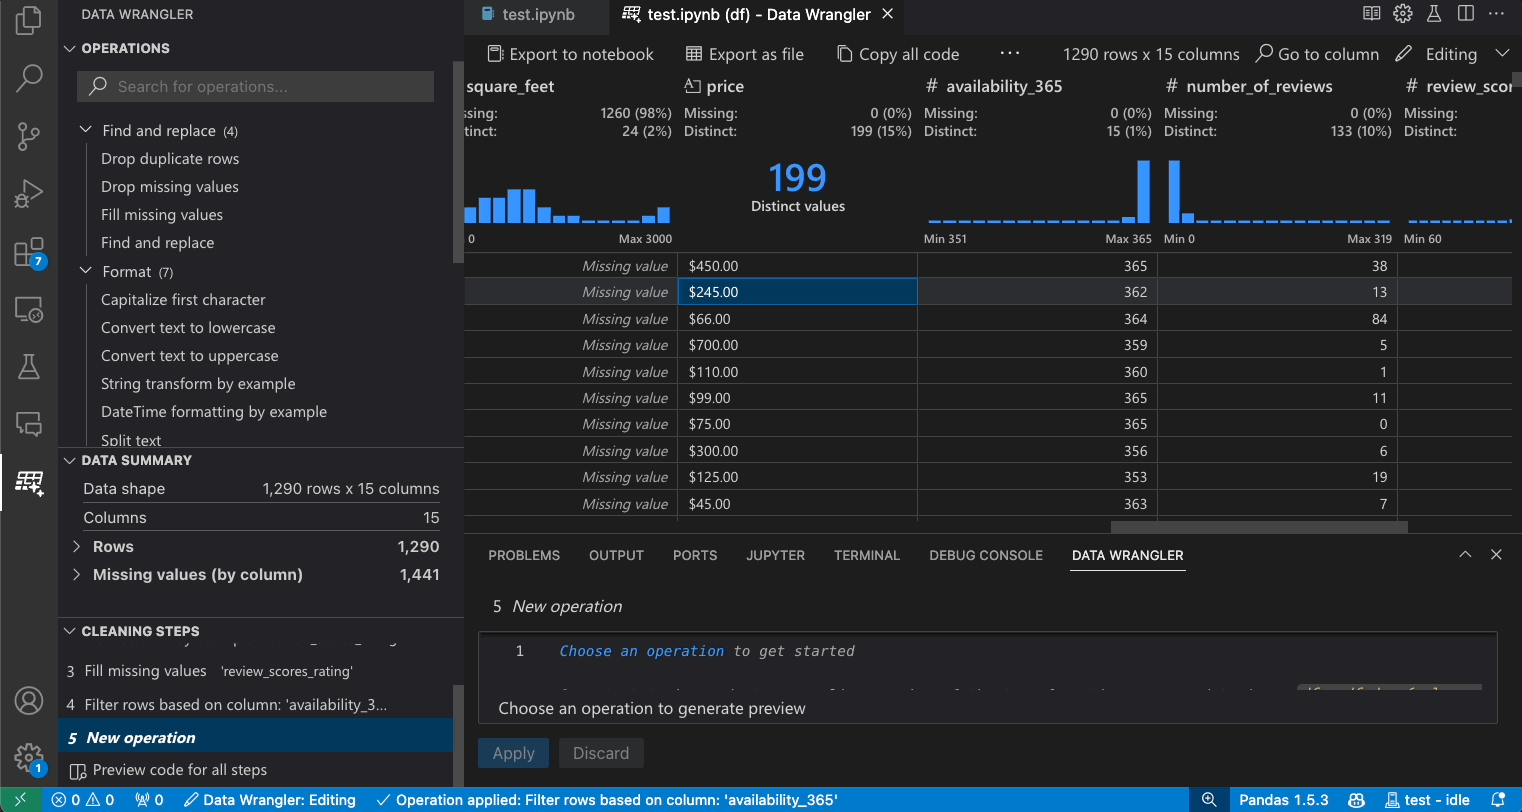 DATA WRANGLER
test.ipynb
test.ipynb (df) - Data Wrangler
OPERATIONS
Search for operations...
Find and replace (4)
Drop duplicate rows
Drop missing values
Fill missing values
Find and replace
Format (7)
Capitalize first character
Convert text to lowercase
Convert text to uppercase
String transform by example
DateTime formatting by example
Split text
DATA SUMMARY
Data shape 1,290 rows x 15 columns
Columns 15
Rows 1,290
Missing values (by column) 1,441
CLEANING STEPS
3 Fill missing values 'review_scores_rating'
4 Filter rows based on column: 'availability_3...
5 New operation
Preview code for all steps
7
1
Export to notebook Export as file Copy all code ... 1290 rows x 15 columns Go to column Editing
square_feet price # availability_365 # number_of_reviews # review_scor
ssing: 1260 (98%) Missing: 0 (0%) Missing: 0 (0%) Missing: 0 (0%) Missing:
tinct: 24 (2%) Distinct: 199 (15%) Distinct: 15 (1%) Distinct: 133 (10%) Distinct:
199
Distinct values
0 Max 3000 Min 351 Max 365 Min 0 Max 319 Min 60
Missing value $450.00 365 38
Missing value $245.00 362 13
Missing value $66.00 364 84
Missing value $700.00 359 5
Missing value $110.00 360 1
Missing value $99.00 365 11
Missing value $75.00 365 0
Missing value $300.00 356 6
Missing value $125.00 353 19
Missing value $45.00 363 7
PROBLEMS OUTPUT PORTS JUPYTER TERMINAL DEBUG CONSOLE DATA WRANGLER
5 New operation
1 Choose an operation to get started
Choose an operation to generate preview
Apply Discard
0 0 0 Data Wrangler: Editing Operation applied: Filter rows based on column: 'availability_365' Pandas 1.5.3 test - idle